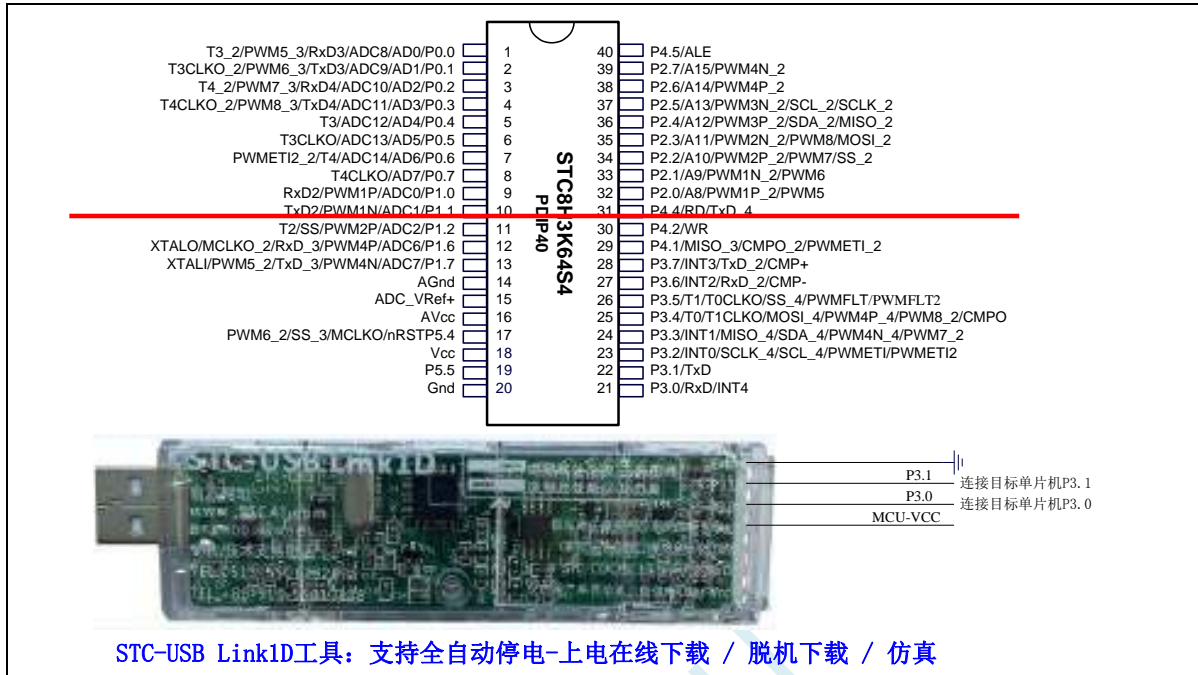 T3_2/PWM5_3/RxD3/ADC8/AD0/P0.0 1 40 P4.5/ALE
T3CLKO_2/PWM6_3/TxD3/ADC9/AD1/P0.1 2 39 P2.7/A15/PWM4N_2
T4_2/PWM7_3/RxD4/ADC10/AD2/P0.2 3 38 P2.6/A14/PWM4P_2
T4CLKO_2/PWM8_3/TxD4/ADC11/AD3/P0.3 4 37 P2.5/A13/PWM3N_2/SCL_2/SCLK_2
T3/ADC12/AD4/P0.4 5 36 P2.4/A12/PWM3P_2/SDA_2/MISO_2
T3CLKO/ADC13/AD5/P0.5 6 35 P2.3/A11/PWM2N_2/PWM8/MOSI_2
PWMETI2_2/T4/ADC14/AD6/P0.6 7 34 P2.2/A10/PWM2P_2/PWM7/SS_2
T4CLKO/AD7/P0.7 8 33 P2.1/A9/PWM1N_2/PWM6
RxD2/PWM1P/ADC0/P1.0 9 32 P2.0/A8/PWM1P_2/PWM5
TxD2/PWM1N/ADC1/P1.1 10 31 P4.4/RD/TxD_4
T2/SS/PWM2P/ADC2/P1.2 11 30 P4.2/WR
XTALO/MCLKO_2/RxD_3/PWM4P/ADC6/P1.6 12 29 P4.1/MISO_3/CMPO_2/PWMETI_2
XTALI/PWM5_2/TxD_3/PWM4N/ADC7/P1.7 13 28 P3.7/INT3/TxD_2/CMP+
AGnd 14 27 P3.6/INT2/RxD_2/CMP-
ADC_VRef+ 15 26 P3.5/T1/T0CLKO/SS_4/PWMFLT/PWMFLT2
AVcc 16 25 P3.4/T0/T1CLKO/MOSI_4/PWM4P_4/PWM8_2/CMPO
PWM6_2/SS_3/MCLKO/nRSTP5.4 17 24 P3.3/INT1/MISO_4/SDA_4/PWM4N_4/PWM7_2
Vcc 18 23 P3.2/INT0/SCLK_4/SCL_4/PWMETI/PWMETI2
P5.5 19 22 P3.1/TxD
Gnd 20 21 P3.0/RxD/INT4
STC8H3K64S4
PDIP40
STC-USB Link1D
P3.1 连接目标单片机P3.1
P3.0 连接目标单片机P3.0
MCU-VCC
STC-USB Link1D工具：支持全自动停电-上电在线下载 / 脱机下载 / 仿真